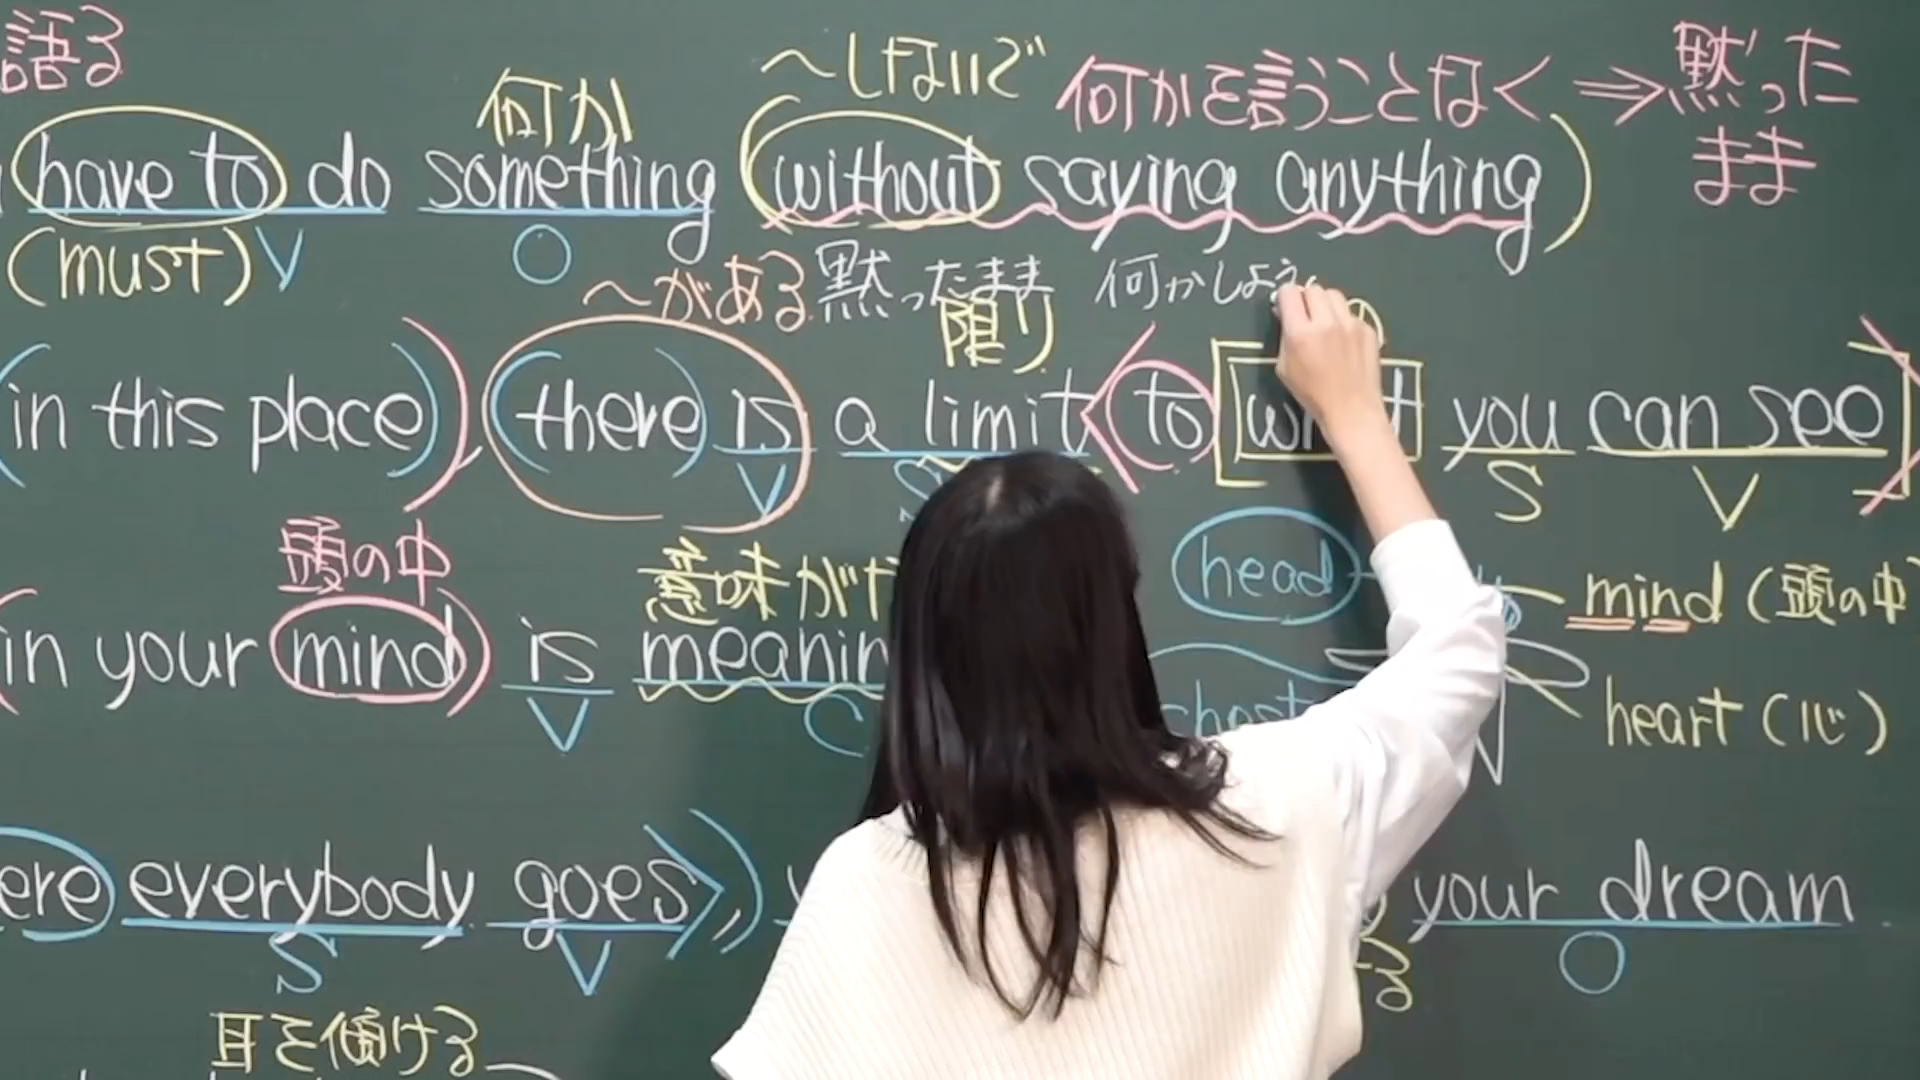 語る
何か
～しないで
何かを言うことなく ⇒ 黙った
まま
have to do something (without saying anything)
(must) V O
～がある 黙ったまま 何かしよう
限り
(in this place), (there is a limit <to you can see
V S V
頭の中
意味が
head mind (頭の中
(in your mind) is
V C
heart (心)
everybody goes>>) your dream
S V O
る
耳を傾ける